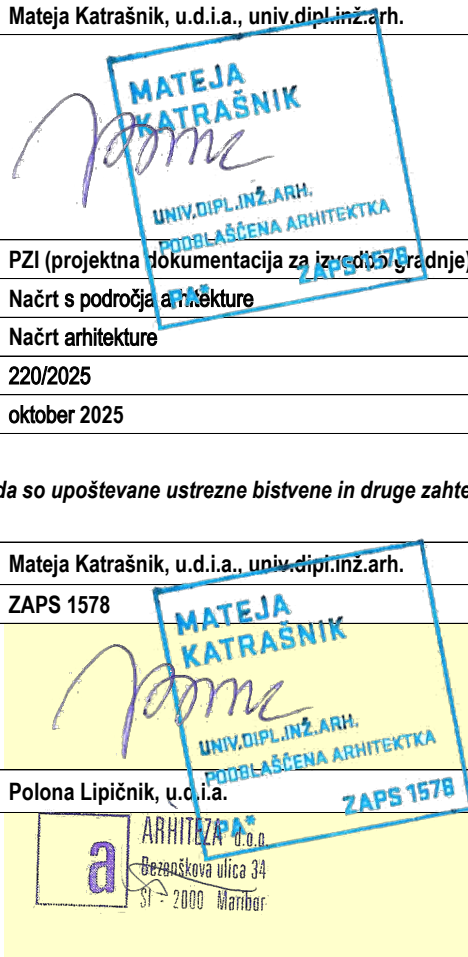 Mateja Katrašnik, u.d.i.a., univ.dipl.inž.arh.
MATEJA
KATRAŠNIK
UNIV.DIPL.INŽ.ARH.
POOBLAŠČENA ARHITEKTKA
PA* ZAPS 1578
PZI (projektna dokumentacija za izvedbo gradnje)
Načrt s področja arhitekture
Načrt arhitekture
220/2025
oktober 2025
da so upoštevane ustrezne bistvene in druge zahte
Mateja Katrašnik, u.d.i.a., univ.dipl.inž.arh.
ZAPS 1578
MATEJA
KATRAŠNIK
UNIV.DIPL.INŽ.ARH.
POOBLAŠČENA ARHITEKTKA
PA* ZAPS 1578
Polona Lipičnik, u.d.i.a.
a
ARHITEZA d.o.o.
Bezenškova ulica 34
SI - 2000 Maribor